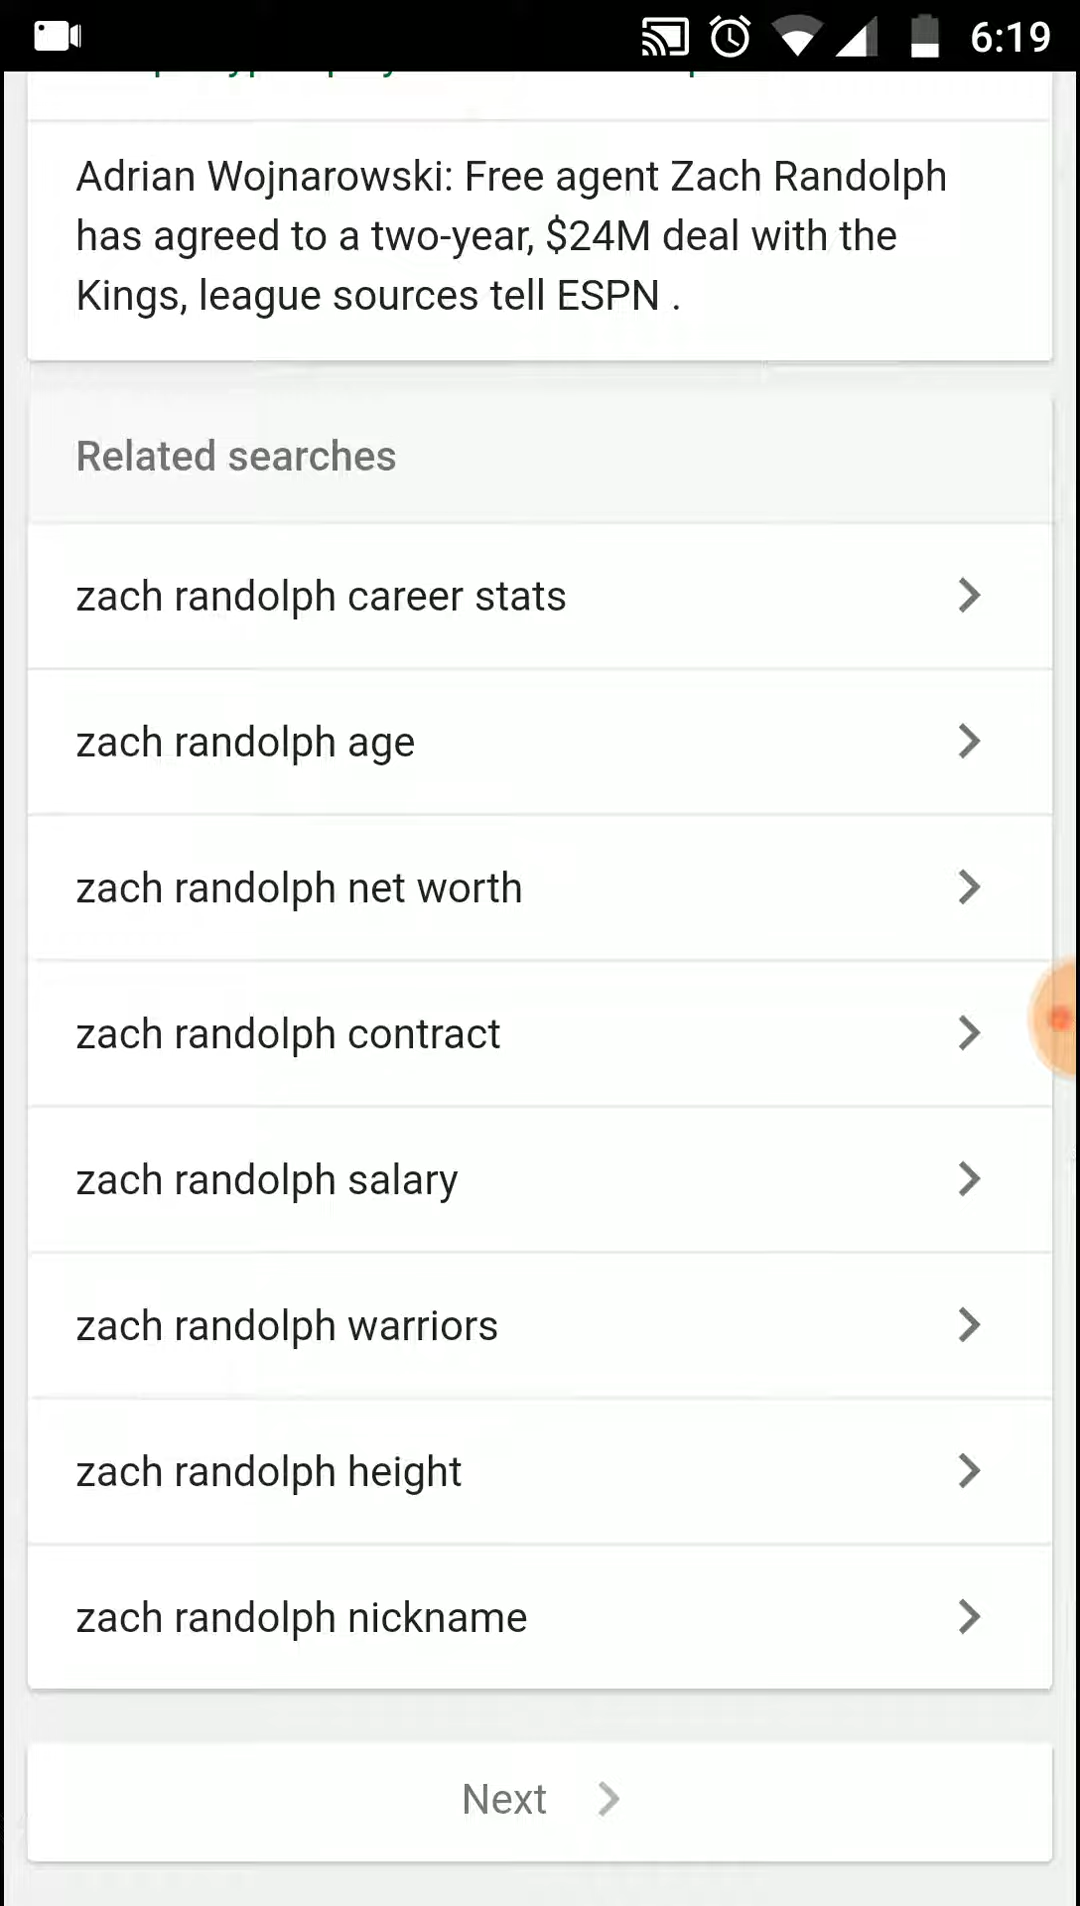 6:19
Adrian Wojnarowski: Free agent Zach Randolph
has agreed to a two-year, $24M deal with the
Kings, league sources tell ESPN .
Related searches
zach randolph career stats
zach randolph age
zach randolph net worth
zach randolph contract
zach randolph salary
zach randolph warriors
zach randolph height
zach randolph nickname
Next